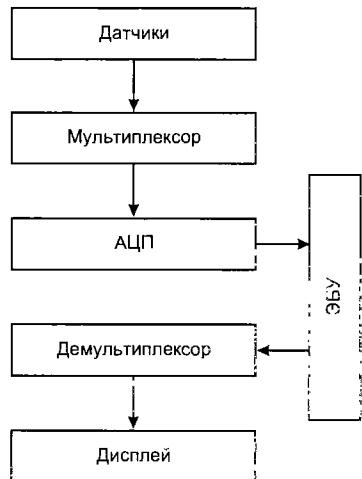 Датчики
Мультиплексор
АЦП
ЭБУ
Демультиплексор
Дисплей